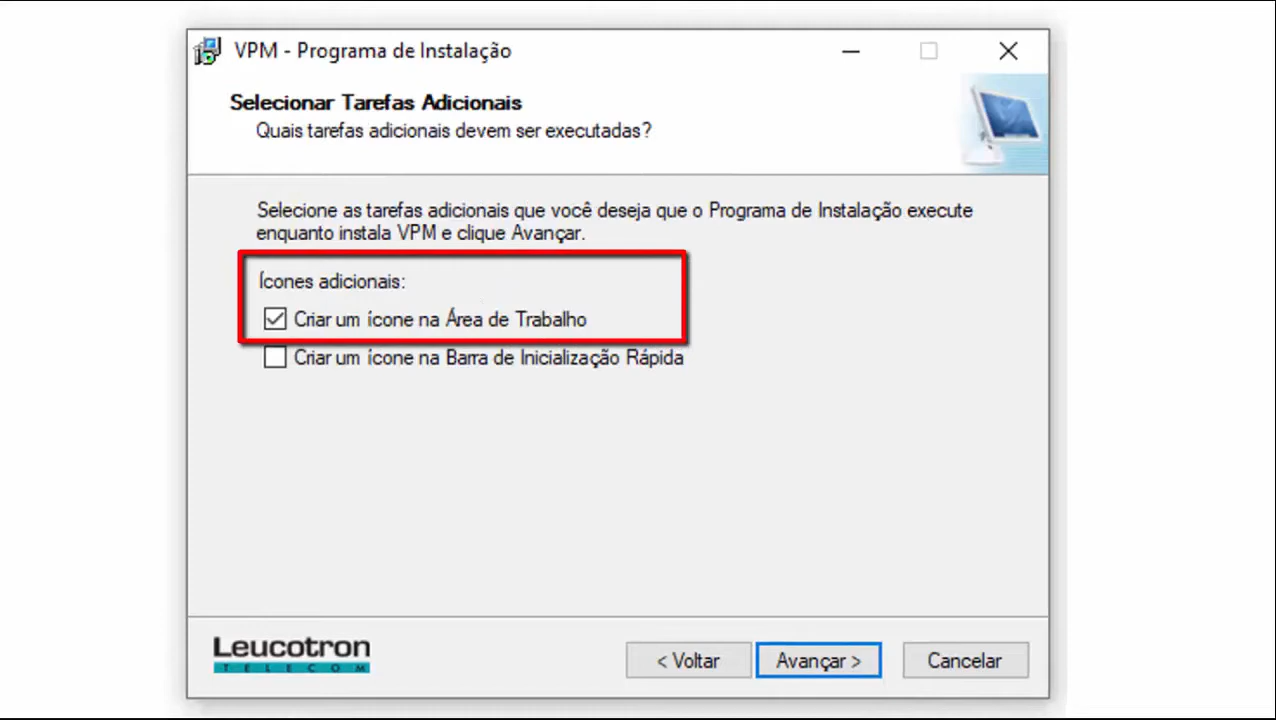 VPM - Programa de Instalação
Selecionar Tarefas Adicionais
Quais tarefas adicionais devem ser executadas?
Selecione as tarefas adicionais que você deseja que o Programa de Instalação execute
enquanto instala VPM e clique Avançar.
Ícones adicionais:
Criar um ícone na Área de Trabalho
Criar um ícone na Barra de Inicialização Rápida
Leucotron
TELECOM
< Voltar
Avançar >
Cancelar